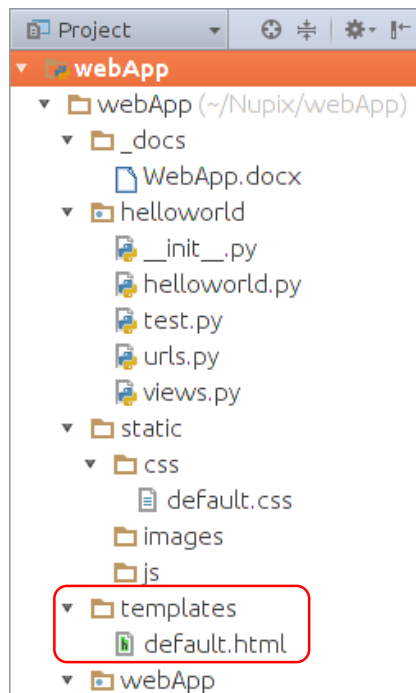 Project
webApp
webApp (~/Nupix/webApp)
_docs
WebApp.docx
helloworld
__init__.py
helloworld.py
test.py
urls.py
views.py
static
css
default.css
images
js
templates
default.html
webApp